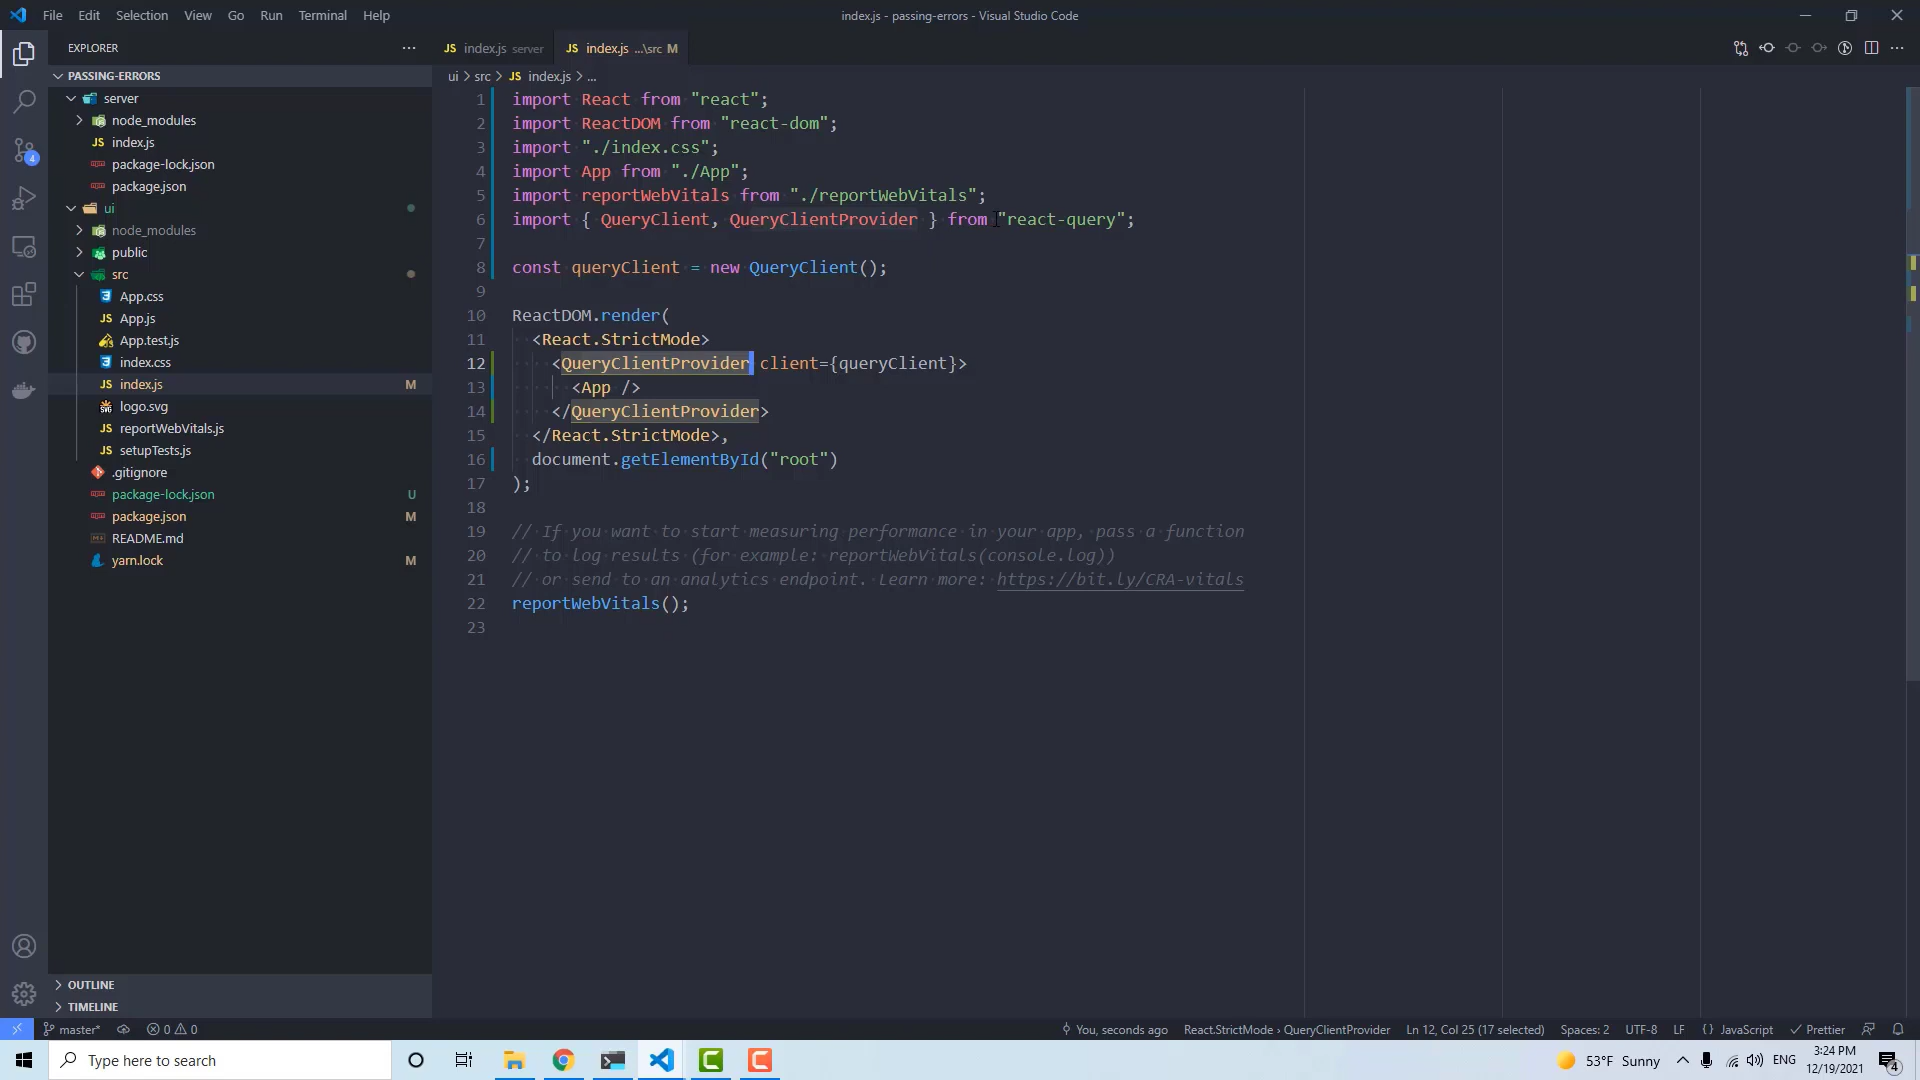 File Edit Selection View Go Run Terminal Help
index.js - passing-errors - Visual Studio Code
EXPLORER
PASSING-ERRORS
server
node_modules
JS index.js
package-lock.json
package.json
ui
node_modules
public
src
App.css
JS App.js
App.test.js
index.css
JS index.js M
logo.svg
JS reportWebVitals.js
JS setupTests.js
.gitignore
package-lock.json U
package.json M
README.md
yarn.lock M
OUTLINE
TIMELINE
JS index.js server
JS index.js ...\src M
ui > src > JS index.js > ...
1 import React from "react";
2 import ReactDOM from "react-dom";
3 import "./index.css";
4 import App from "./App";
5 import reportWebVitals from "./reportWebVitals";
6 import { QueryClient, QueryClientProvider } from "react-query";
7
8 const queryClient = new QueryClient();
9
10 ReactDOM.render(
11 <React.StrictMode>
12 <QueryClientProvider client={queryClient}>
13 <App />
14 </QueryClientProvider>
15 </React.StrictMode>,
16 document.getElementById("root")
17 );
18
19 // If you want to start measuring performance in your app, pass a function
20 // to log results (for example: reportWebVitals(console.log))
21 // or send to an analytics endpoint. Learn more: https://bit.ly/CRA-vitals
22 reportWebVitals();
23
4
master* 0 0
You, seconds ago React.StrictMode › QueryClientProvider Ln 12, Col 25 (17 selected) Spaces: 2 UTF-8 LF {} JavaScript Prettier
Type here to search
53°F Sunny ENG
3:24 PM
12/19/2021
4